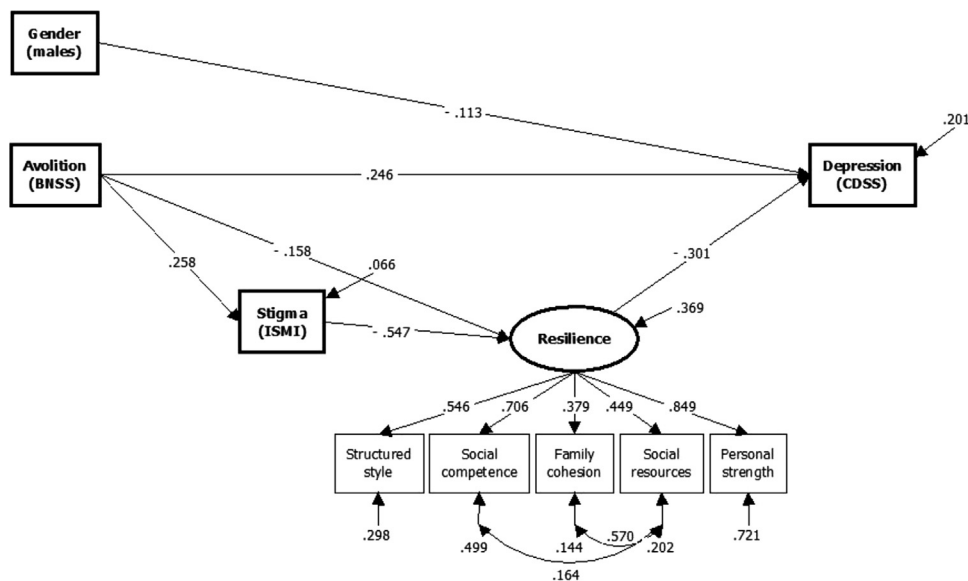 Gender
(males)
- .113
.201
Avolition
(BNSS)
.246
Depression
(CDSS)
.258
- .158
.066
- .301
Stigma
(ISMI)
- .547
Resilience
.369
.546
.706
.379
.449
.849
Structured
style
Social
competence
Family
cohesion
Social
resources
Personal
strength
.298
.499
.144
.570
.202
.721
.164